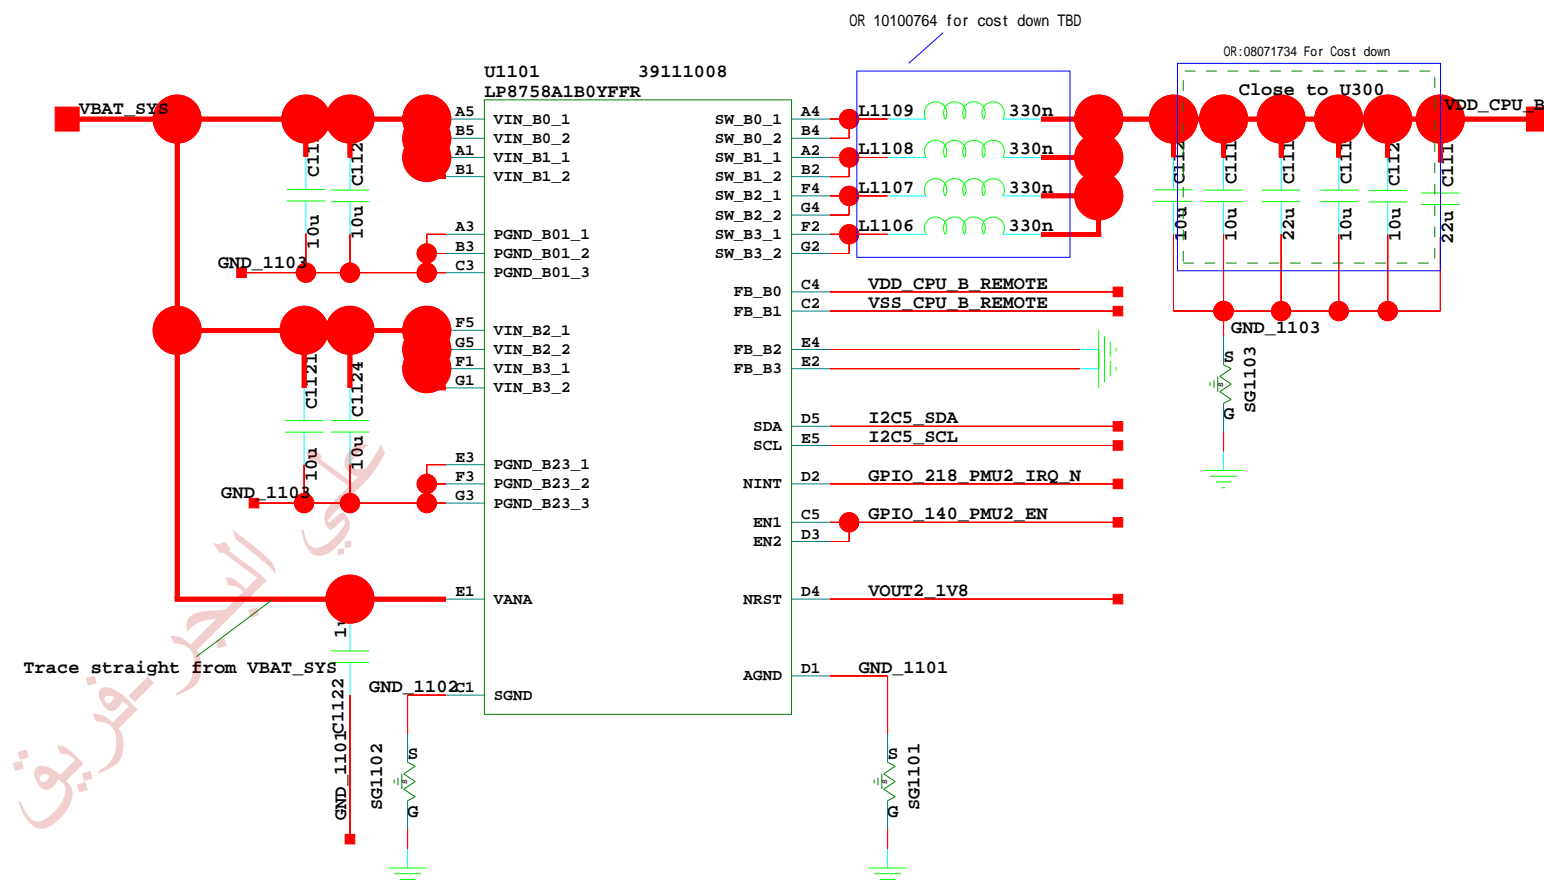 OR 10100764 for cost down TBD
OR:08071734 For Cost down
U1101 39111008
LP8758A1B0YFFR
Close to U300
VBAT_SYS
VDD_CPU_B
A5 VIN_B0_1
B5 VIN_B0_2
A1 VIN_B1_1
B1 VIN_B1_2
A3 PGND_B01_1
B3 PGND_B01_2
C3 PGND_B01_3
GND_1103
F5 VIN_B2_1
G5 VIN_B2_2
F1 VIN_B3_1
G1 VIN_B3_2
E3 PGND_B23_1
F3 PGND_B23_2
G3 PGND_B23_3
GND_1103
E1 VANA
C1 SGND
GND_1102
SW_B0_1 A4 L1109 330n
SW_B0_2 B4
SW_B1_1 A2 L1108 330n
SW_B1_2 B2
SW_B2_1 F4 L1107 330n
SW_B2_2 G4
SW_B3_1 F2 L1106 330n
SW_B3_2 G2
FB_B0 C4 VDD_CPU_B_REMOTE
FB_B1 C2 VSS_CPU_B_REMOTE
FB_B2 E4
FB_B3 E2
SDA D5 I2C5_SDA
SCL E5 I2C5_SCL
NINT D2 GPIO_218_PMU2_IRQ_N
EN1 C5 GPIO_140_PMU2_EN
EN2 D3
NRST D4 VOUT2_1V8
AGND D1 GND_1101
10u
10u
C1121
10u
C1124
10u
C1122
GND_1101
Trace straight from VBAT_SYS
S
SG1102
G
S
SG1101
G
10u
10u
22u
10u
10u
22u
GND_1103
S
SG1103
G